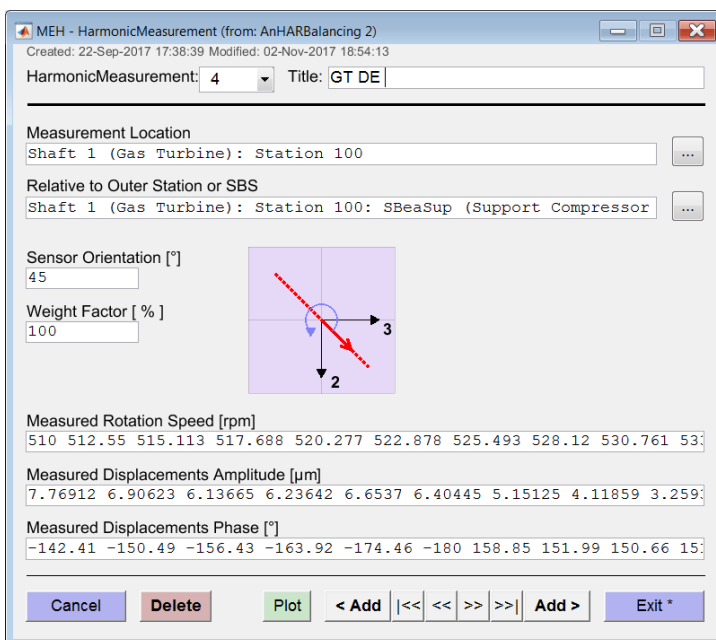 MEH - HarmonicMeasurement (from: AnHARBalancing 2)
Created: 22-Sep-2017 17:38:39 Modified: 02-Nov-2017 18:54:13
HarmonicMeasurement: 4 Title: GT DE
Measurement Location
Shaft 1 (Gas Turbine): Station 100 ...
Relative to Outer Station or SBS
Shaft 1 (Gas Turbine): Station 100: SBeaSup (Support Compressor ...
Sensor Orientation [°]
45
Weight Factor [ % ]
100
3
2
Measured Rotation Speed [rpm]
510 512.55 515.113 517.688 520.277 522.878 525.493 528.12 530.761
Measured Displacements Amplitude [µm]
7.76912 6.90623 6.13665 6.23642 6.6537 6.40445 5.15125 4.11859 3.259
Measured Displacements Phase [°]
-142.41 -150.49 -156.43 -163.92 -174.46 -180 158.85 151.99 150.66 15
Cancel Delete Plot < Add |<< << >> >>| Add > Exit *